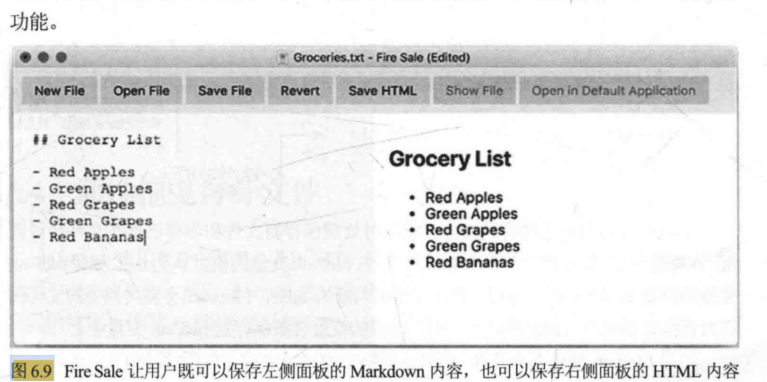 功能。
Groceries.txt - Fire Sale (Edited)
New File Open File Save File Revert Save HTML Show File Open in Default Application
## Grocery List
- Red Apples
- Green Apples
- Red Grapes
- Green Grapes
- Red Bananas
Grocery List
• Red Apples
• Green Apples
• Red Grapes
• Green Grapes
• Red Bananas
图 6.9 Fire Sale 让用户既可以保存左侧面板的 Markdown 内容，也可以保存右侧面板的 HTML 内容